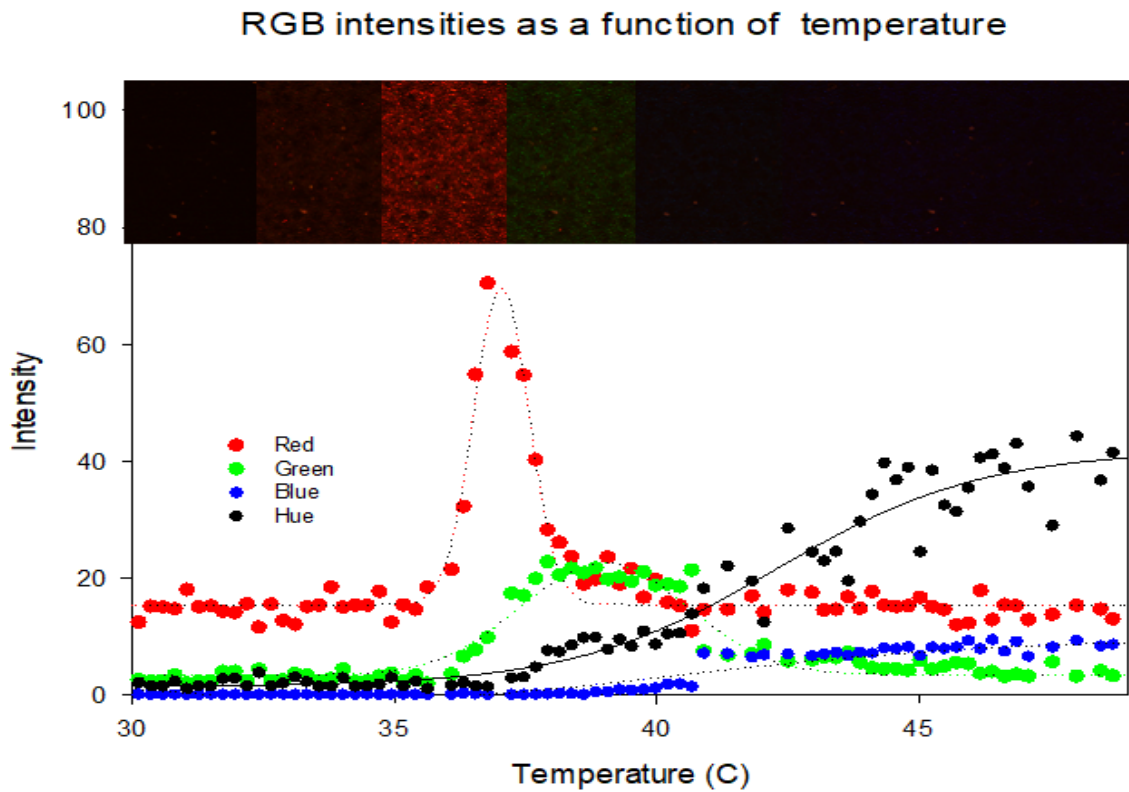 RGB intensities as a function of temperature
100
80
60
40
20
0
Intensity
Red
Green
Blue
Hue
30 35 40 45
Temperature (C)